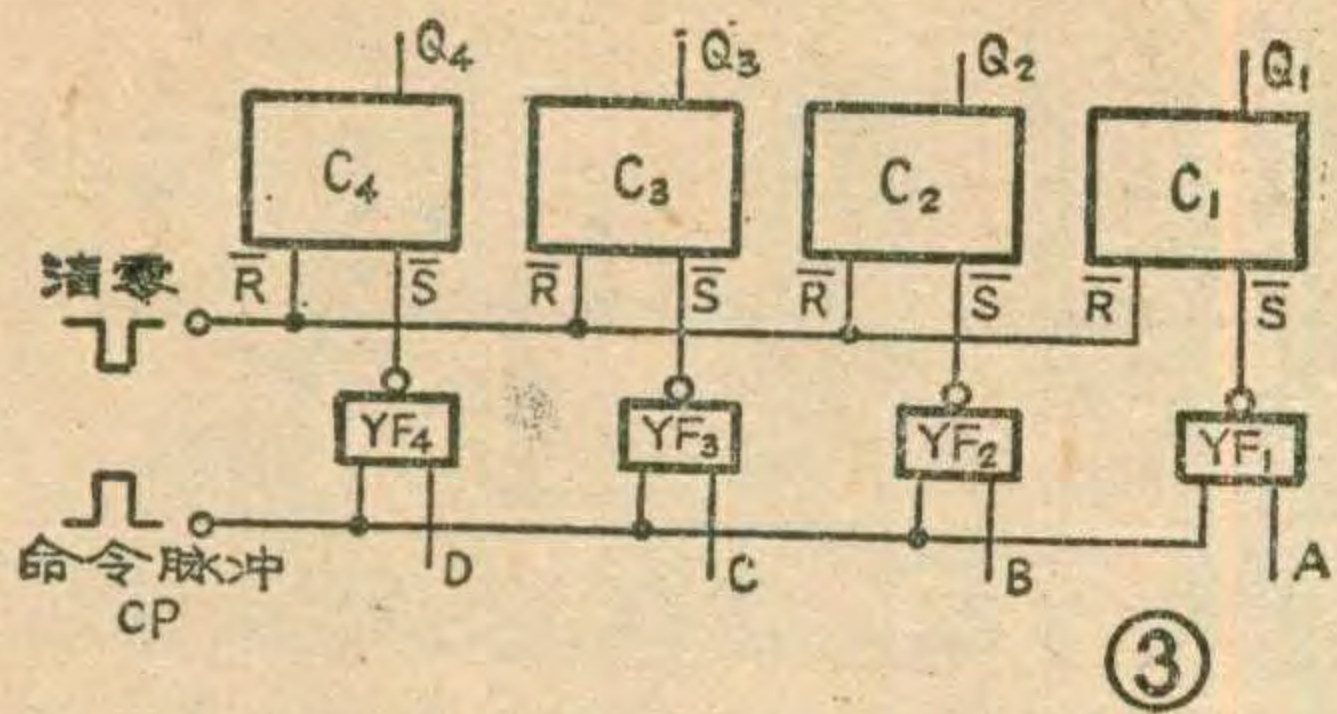 Q₄ Q₃ Q₂ Q₁
C₄ C₃ C₂ C₁
清零 R̅ S̅ R̅ S̅ R̅ S̅ R̅ S̅
YF₄ YF₃ YF₂ YF₁
命令脉冲 D C B A
CP
③